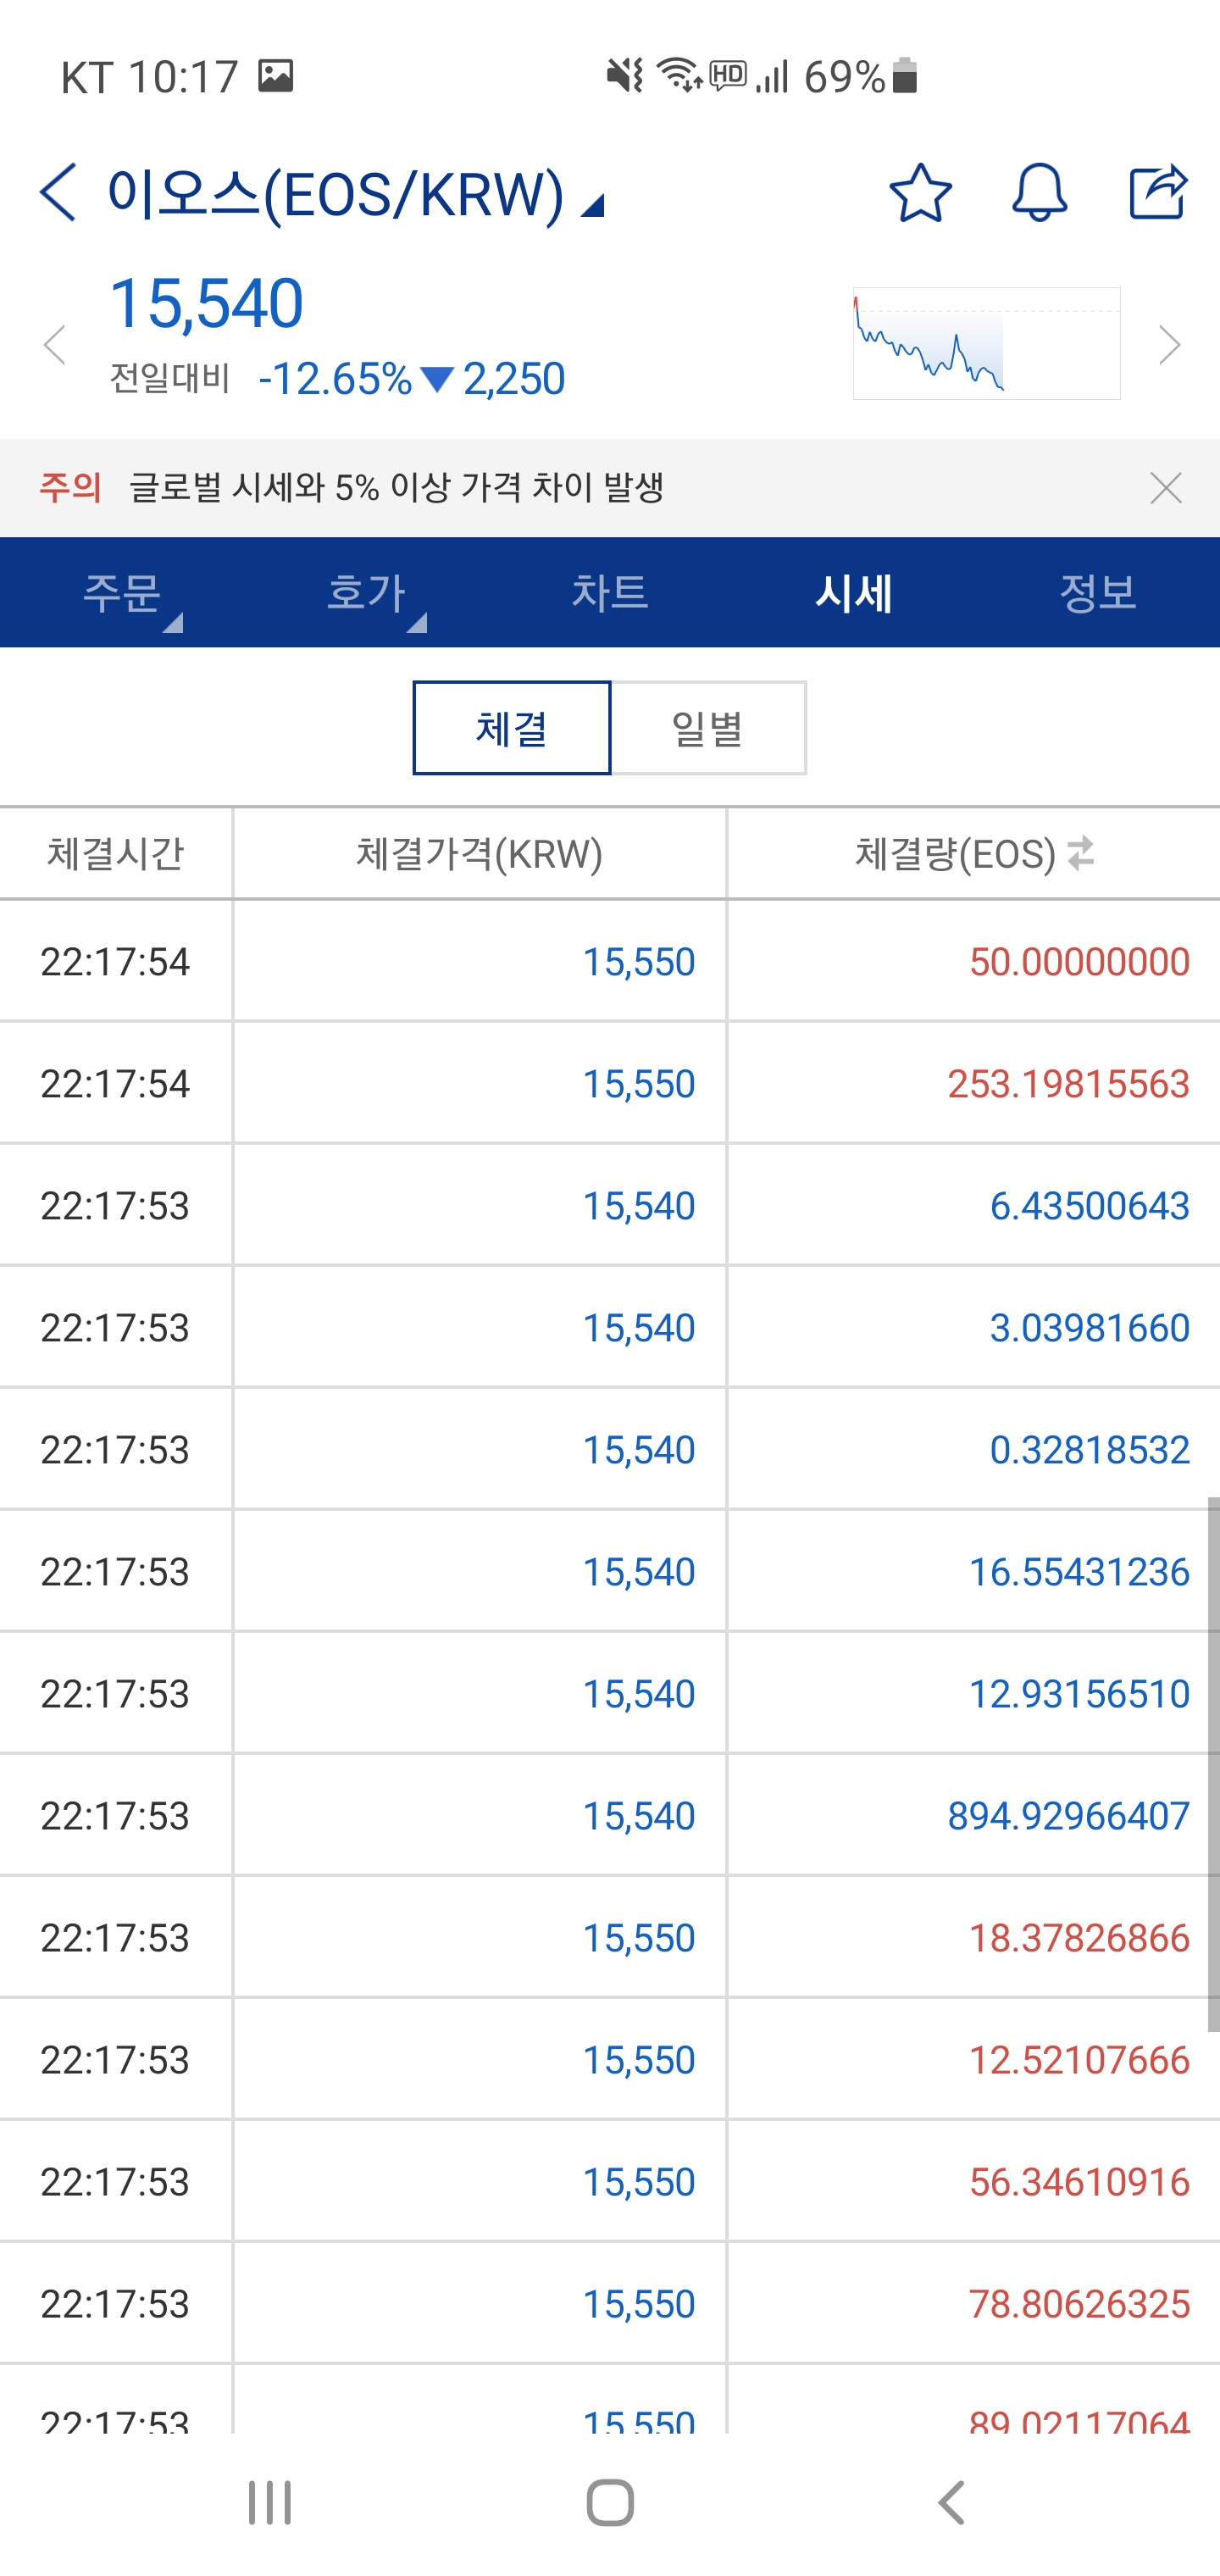 KT 10:17 HD 69%
이오스(EOS/KRW)
15,540
전일대비 -12.65% ▼ 2,250
주의 글로벌 시세와 5% 이상 가격 차이 발생
주문 호가 차트 시세 정보
체결 일별
체결시간 체결가격(KRW) 체결량(EOS)
22:17:54 15,550 50.00000000
22:17:54 15,550 253.19815563
22:17:53 15,540 6.43500643
22:17:53 15,540 3.03981660
22:17:53 15,540 0.32818532
22:17:53 15,540 16.55431236
22:17:53 15,540 12.93156510
22:17:53 15,540 894.92966407
22:17:53 15,550 18.37826866
22:17:53 15,550 12.52107666
22:17:53 15,550 56.34610916
22:17:53 15,550 78.80626325
22:17:53 15,550 89.02117064